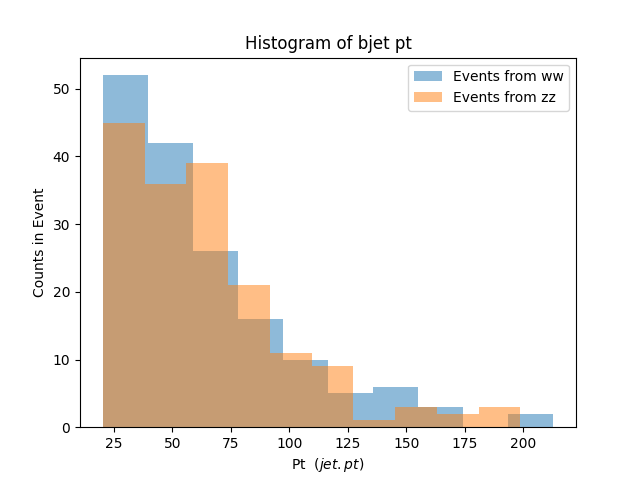 Histogram of bjet pt
Events from ww
Events from zz
Counts in Event
50
40
30
20
10
0
25 50 75 100 125 150 175 200
Pt (jet.pt)